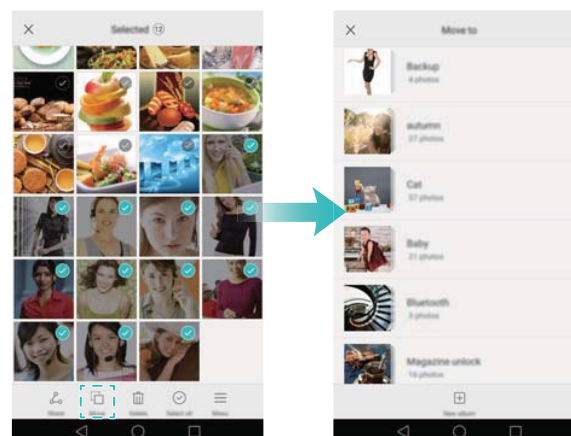 Selected 12
Share
Move
Delete
Select all
Menu
Move to
Backup
4 photos
autumn
27 photos
Cat
57 photos
Baby
21 photos
Bluetooth
3 photos
Magazine unlock
16 photos
New album